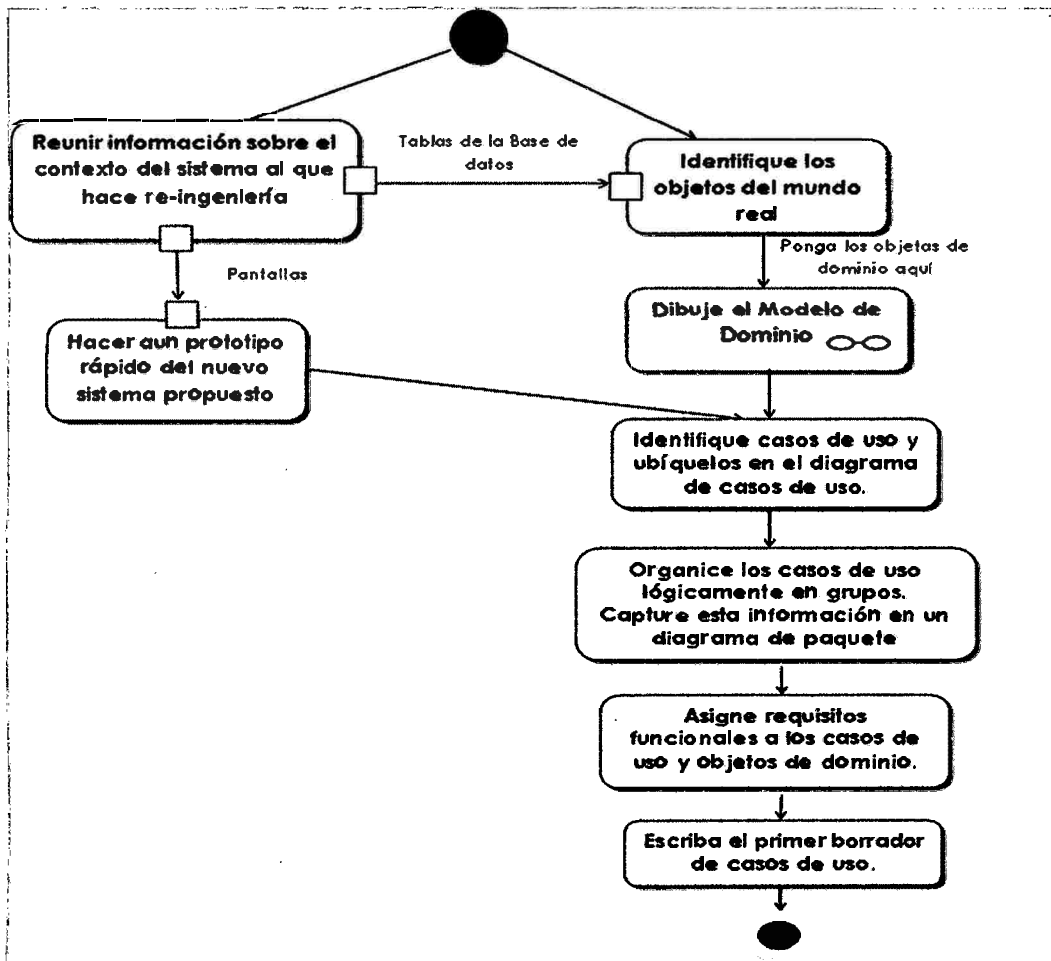 Reunir información sobre el
contexto del sistema al que
hace re-ingeniería
Tablas de la Base de
datos
Identifique los
objetos del mundo
real
Pantallas
Ponga los objetas de
dominio aquí
Hacer aun prototipo
rápido del nuevo
sistema propuesto
Dibuje el Modelo de
Dominio
Identifique casos de uso y
ubíquelos en el diagrama
de casos de uso.
Organice los casos de uso
lógicamente en grupos.
Capture esta información en un
diagrama de paquete
Asigne requisitos
funcionales a los casos de
uso y objetos de dominio.
Escriba el primer borrador
de casos de uso.